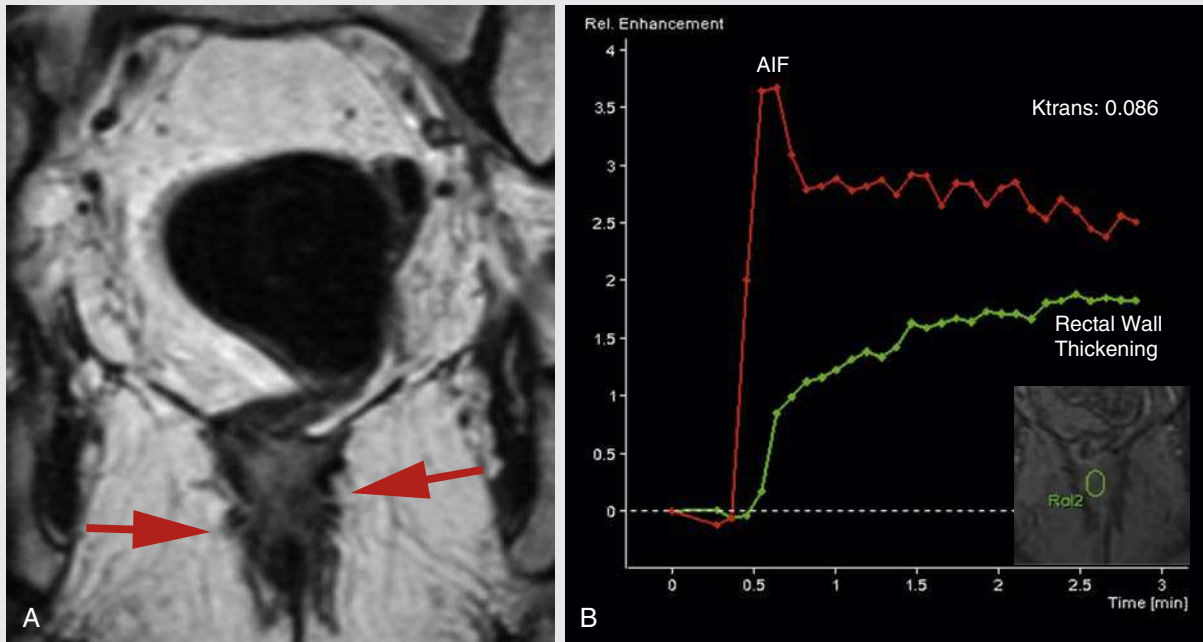 A
Rel. Enhancement
4
AIF
3.5
Ktrans: 0.086
3
2.5
2
1.5
Rectal Wall
Thickening
1
0.5
RoI2
0
0
0.5
1
1.5
2
2.5
3
Time [min]
B